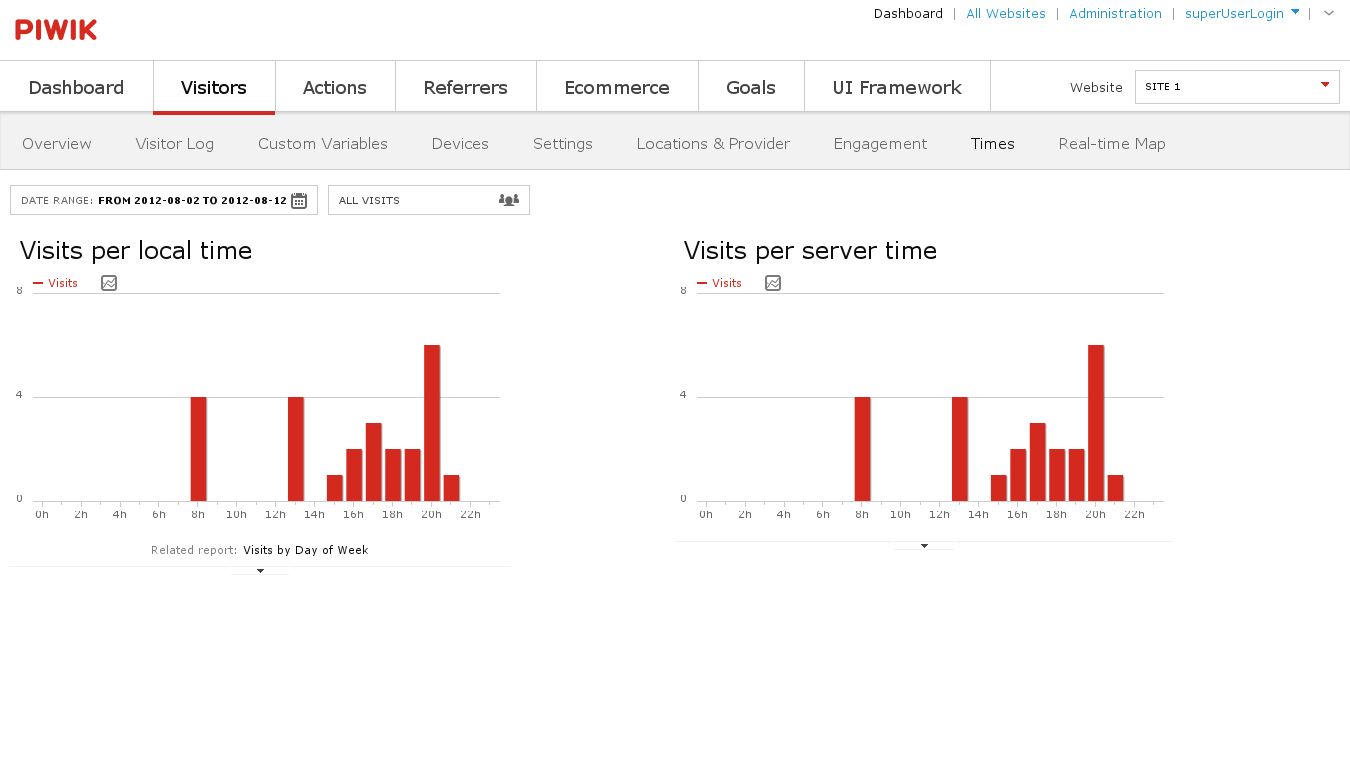 Dashboard | All Websites | Administration | superUserLogin |
PIWIK
Dashboard Visitors Actions Referrers Ecommerce Goals UI Framework Website SITE 1
Overview Visitor Log Custom Variables Devices Settings Locations & Provider Engagement Times Real-time Map
DATE RANGE: FROM 2012-08-02 TO 2012-08-12 ALL VISITS
Visits per local time
Visits
8
4
0
0h 2h 4h 6h 8h 10h 12h 14h 16h 18h 20h 22h
Related report: Visits by Day of Week
Visits per server time
Visits
8
4
0
0h 2h 4h 6h 8h 10h 12h 14h 16h 18h 20h 22h